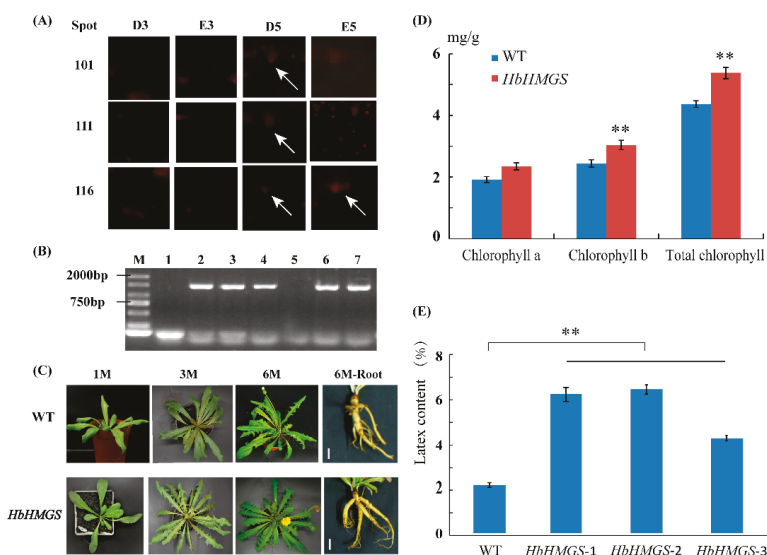 (A)
Spot D3 E3 D5 E5
101
111
116
(B)
M 1 2 3 4 5 6 7
2000bp
750bp
(C)
1M 3M 6M 6M-Root
WT
HbHMGS
(D)
mg/g
WT
HbHMGS
6
4
2
0
**
**
Chlorophyll a Chlorophyll b Total chlorophyll
(E)
Latex content (%)
**
8
6
4
2
0
WT HbHMGS-1 HbHMGS-2 HbHMGS-3